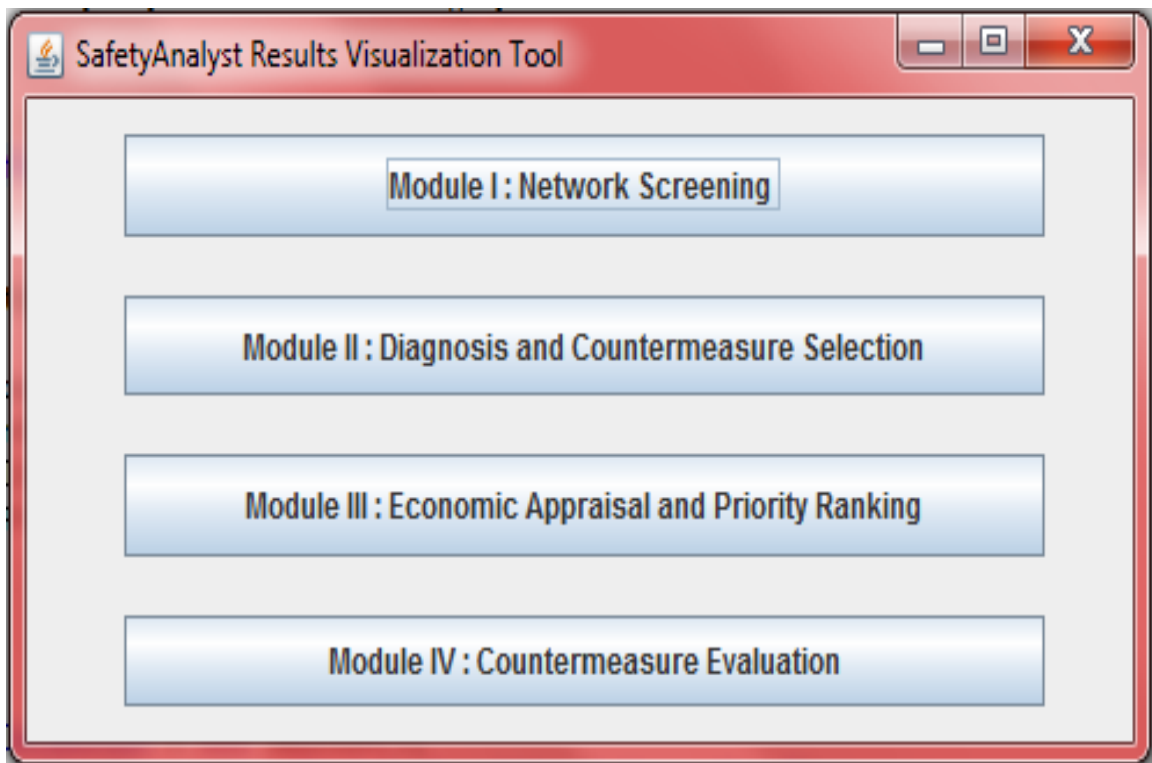 SafetyAnalyst Results Visualization Tool
Module I : Network Screening
Module II : Diagnosis and Countermeasure Selection
Module III : Economic Appraisal and Priority Ranking
Module IV : Countermeasure Evaluation